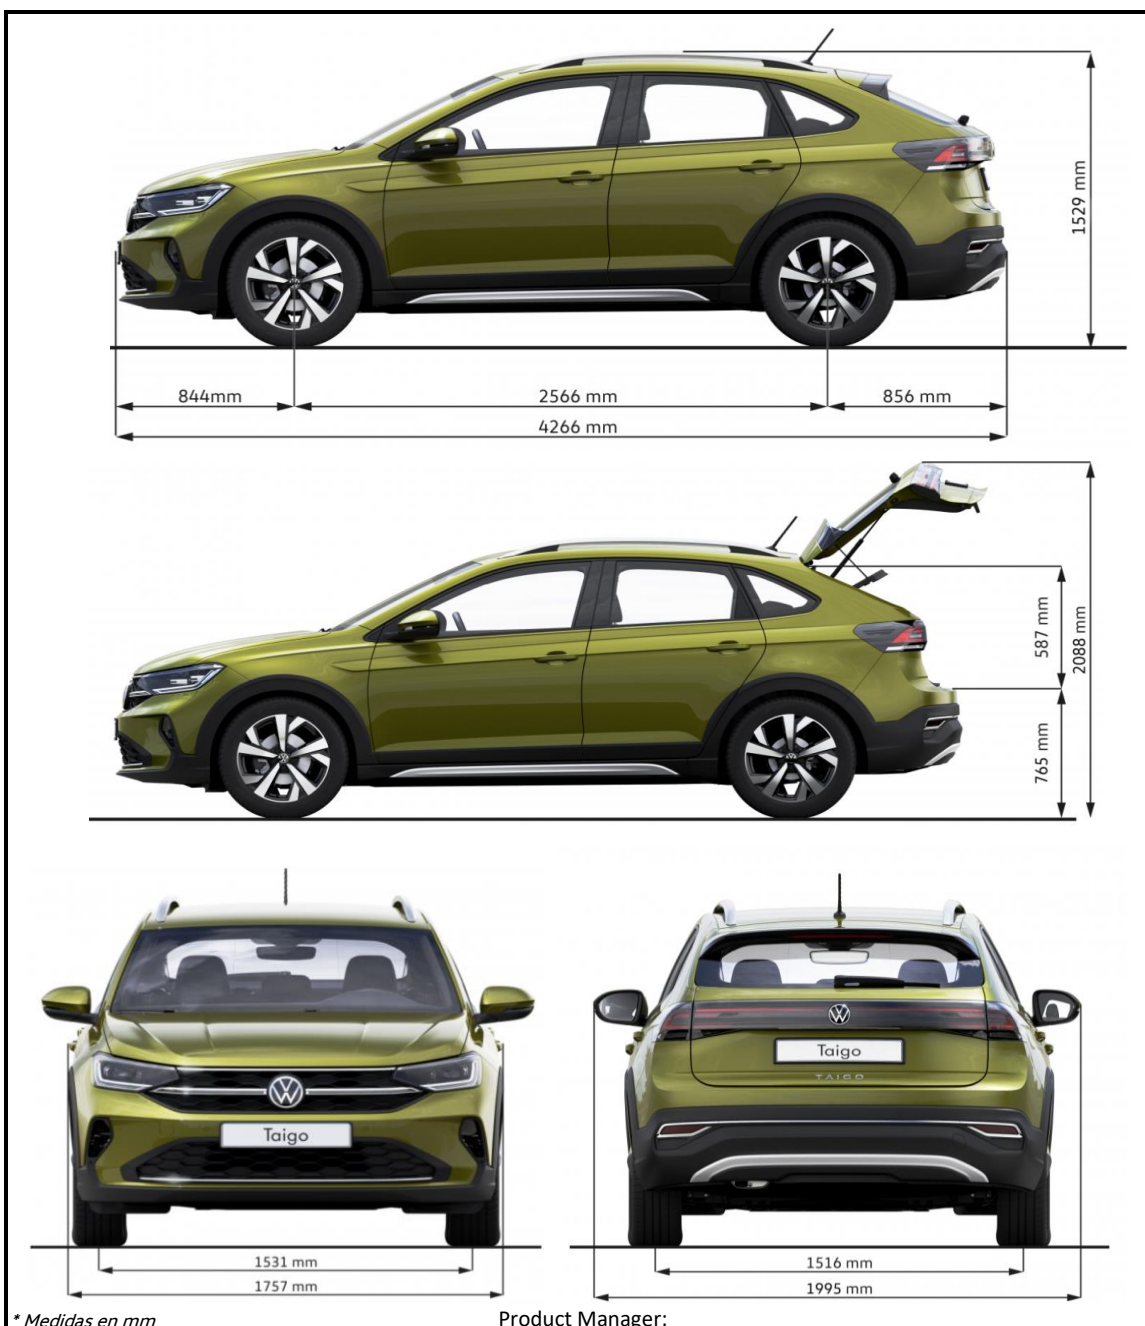 1529 mm
844mm
2566 mm
856 mm
4266 mm
587 mm
2088 mm
765 mm
Taigo
Taigo
TAIGO
1531 mm
1757 mm
1516 mm
1995 mm
* Medidas en mm
Product Manager: